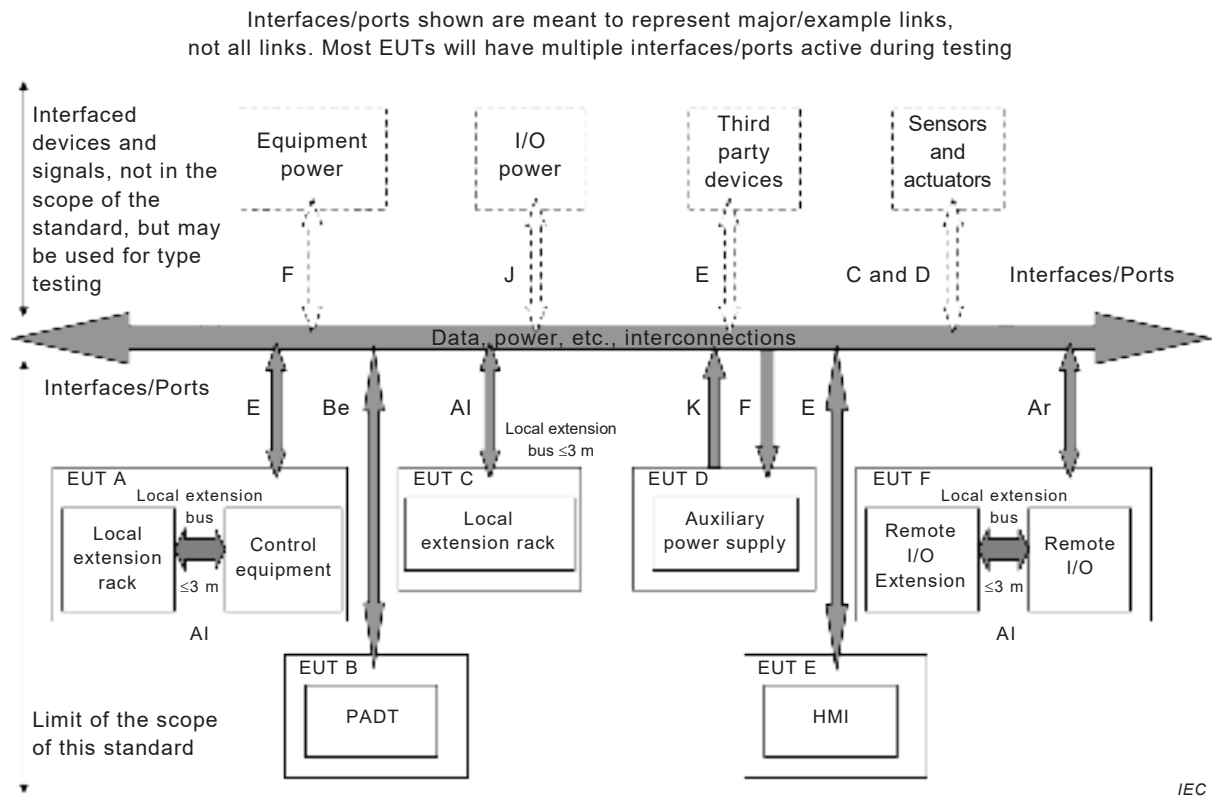 Interfaces/ports shown are meant to represent major/example links,
not all links. Most EUTs will have multiple interfaces/ports active during testing
Interfaced
devices and
signals, not in the
scope of the
standard, but may
be used for type
testing
Equipment
power
I/O
power
Third
party
devices
Sensors
and
actuators
F
J
E
C and D
Interfaces/Ports
Data, power, etc., interconnections
Interfaces/Ports
E
Be
Al
Local extension
bus ≤3 m
K
F
E
Ar
EUT A
Local extension
bus
Local
extension
rack
≤3 m
Control
equipment
Al
EUT C
Local
extension rack
EUT D
Auxiliary
power supply
EUT F
Local extension
bus
Remote
I/O
Extension
≤3 m
Remote
I/O
Al
EUT B
PADT
EUT E
HMI
Limit of the scope
of this standard
IEC